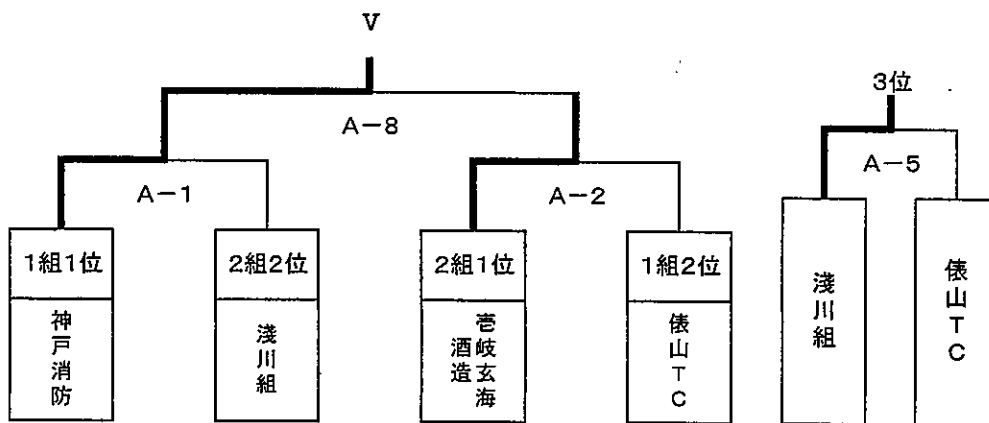 V
3位
A-8
A-1
A-2
A-5
1組1位
2組2位
2組1位
1組2位
神戸消防
淺川組
壱岐玄海
酒造
俵山TC
淺川組
俵山TC